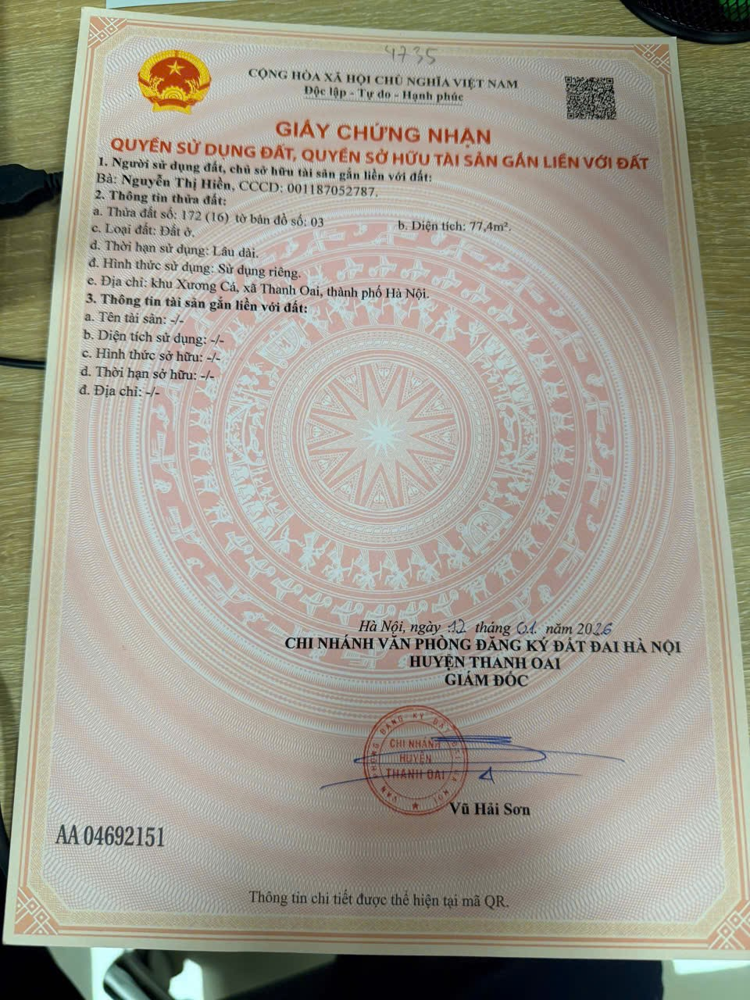 4735
CỘNG HÒA XÃ HỘI CHỦ NGHĨA VIỆT NAM
Độc lập - Tự do - Hạnh phúc
GIẤY CHỨNG NHẬN
QUYỀN SỬ DỤNG ĐẤT, QUYỀN SỞ HỮU TÀI SẢN GẮN LIỀN VỚI ĐẤT
1. Người sử dụng đất, chủ sở hữu tài sản gắn liền với đất:
Bà: Nguyễn Thị Hiền, CCCD: 001187052787.
2. Thông tin thửa đất:
a. Thửa đất số: 172 (16) tờ bản đồ số: 03 b. Diện tích: 77,4m².
c. Loại đất: Đất ở.
d. Thời hạn sử dụng: Lâu dài.
đ. Hình thức sử dụng: Sử dụng riêng.
e. Địa chỉ: khu Xương Cá, xã Thanh Oai, thành phố Hà Nội.
3. Thông tin tài sản gắn liền với đất:
a. Tên tài sản: -/-
b. Diện tích sử dụng: -/-
c. Hình thức sở hữu: -/-
d. Thời hạn sở hữu: -/-
đ. Địa chỉ: -/-
Hà Nội, ngày 12 tháng 01 năm 2026
CHI NHÁNH VĂN PHÒNG ĐĂNG KÝ ĐẤT ĐAI HÀ NỘI
HUYỆN THANH OAI
GIÁM ĐỐC
VĂN PHÒNG ĐĂNG KÝ ĐẤT ĐAI HÀ NỘI
CHI NHÁNH
HUYỆN
THANH OAI
Vũ Hải Sơn
AA 04692151
Thông tin chi tiết được thể hiện tại mã QR.